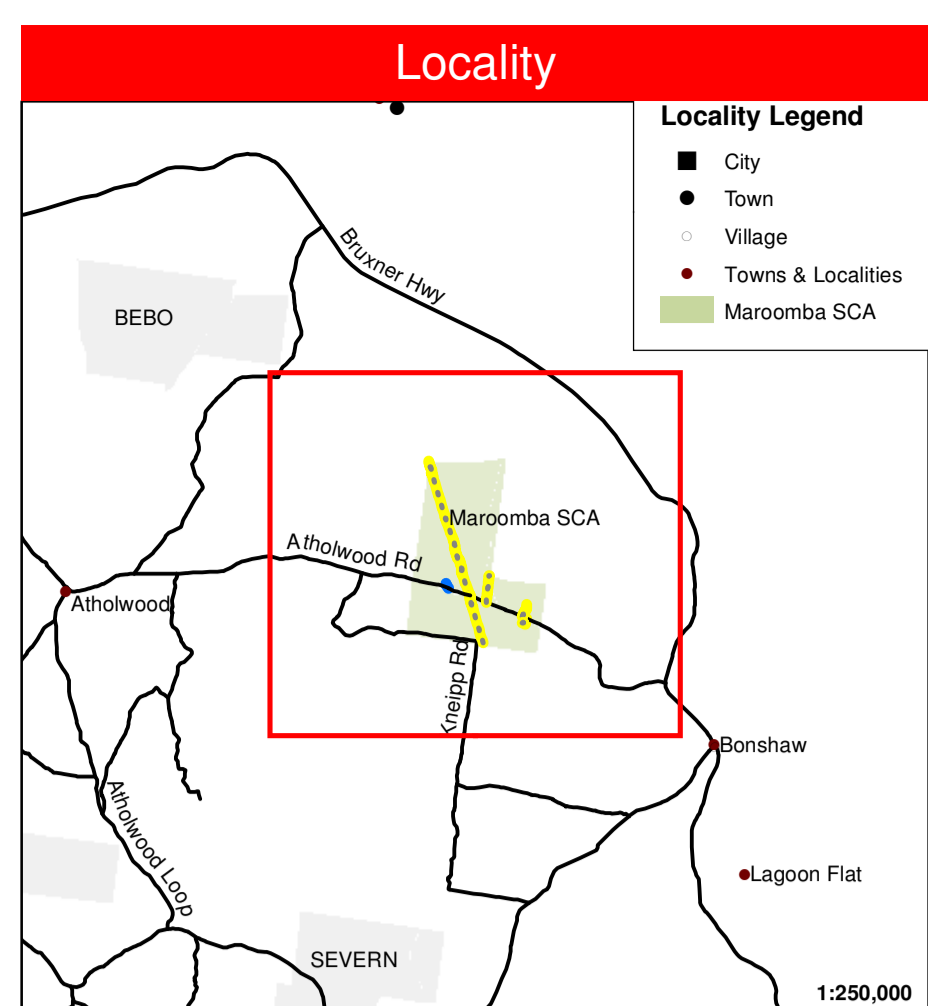 Locality
Locality Legend
City
Town
Village
Towns & Localities
Maroomba SCA
Bruxner Hwy
BEBO
Maroomba SCA
Atholwood Rd
Atholwood
Kneipp Rd
Bonshaw
Atholwood Loop
Lagoon Flat
SEVERN
1:250,000